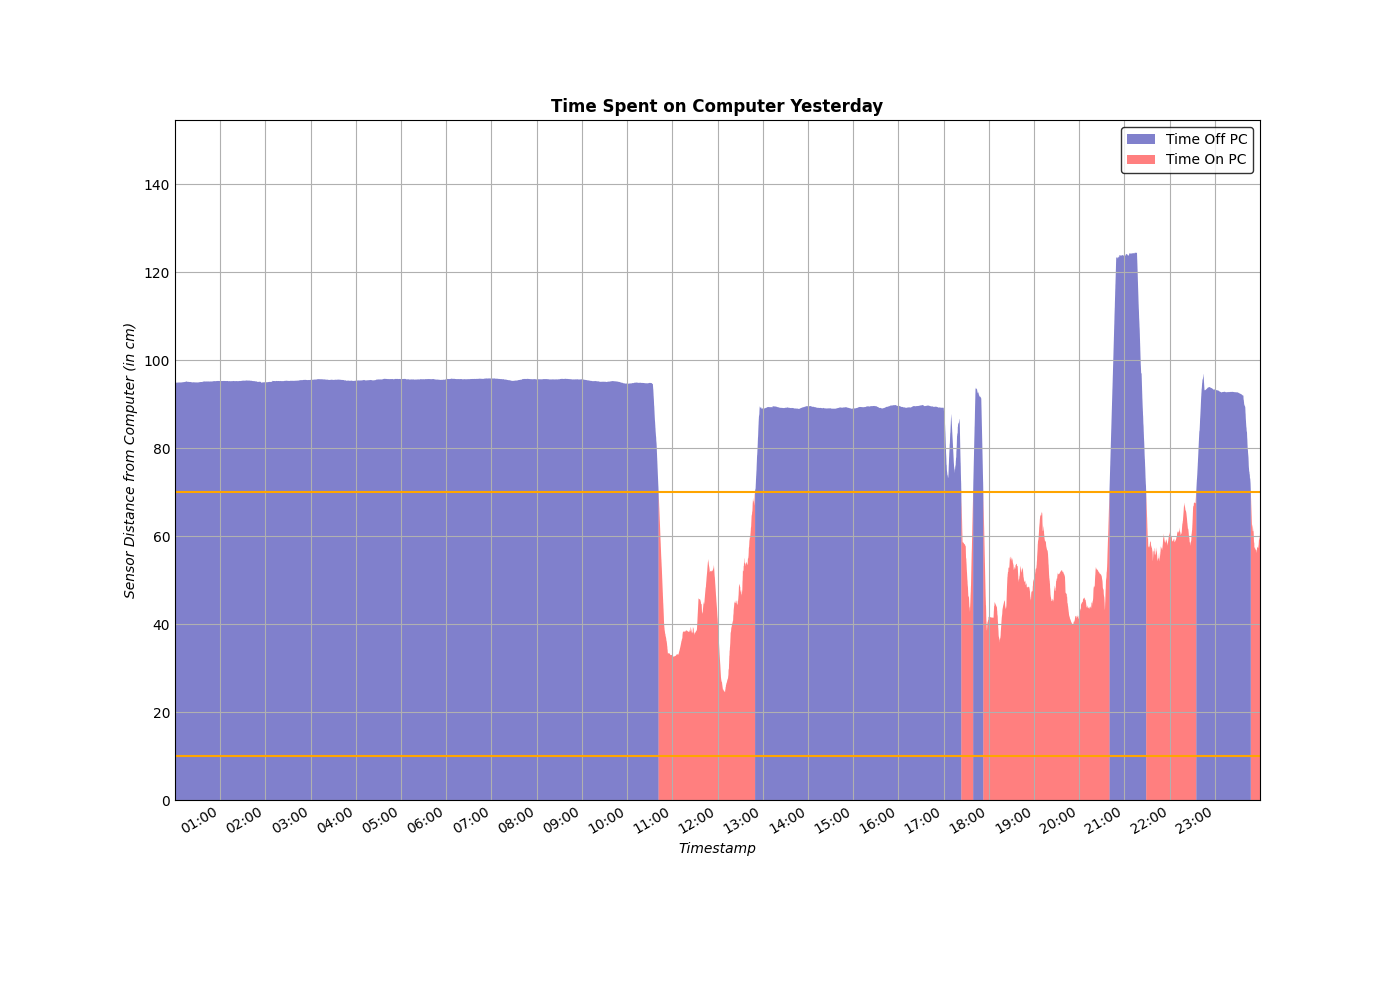 Time Spent on Computer Yesterday
Time Off PC
Time On PC
Sensor Distance from Computer (in cm)
140
120
100
80
60
40
20
0
01:00 02:00 03:00 04:00 05:00 06:00 07:00 08:00 09:00 10:00 11:00 12:00 13:00 14:00 15:00 16:00 17:00 18:00 19:00 20:00 21:00 22:00 23:00
Timestamp